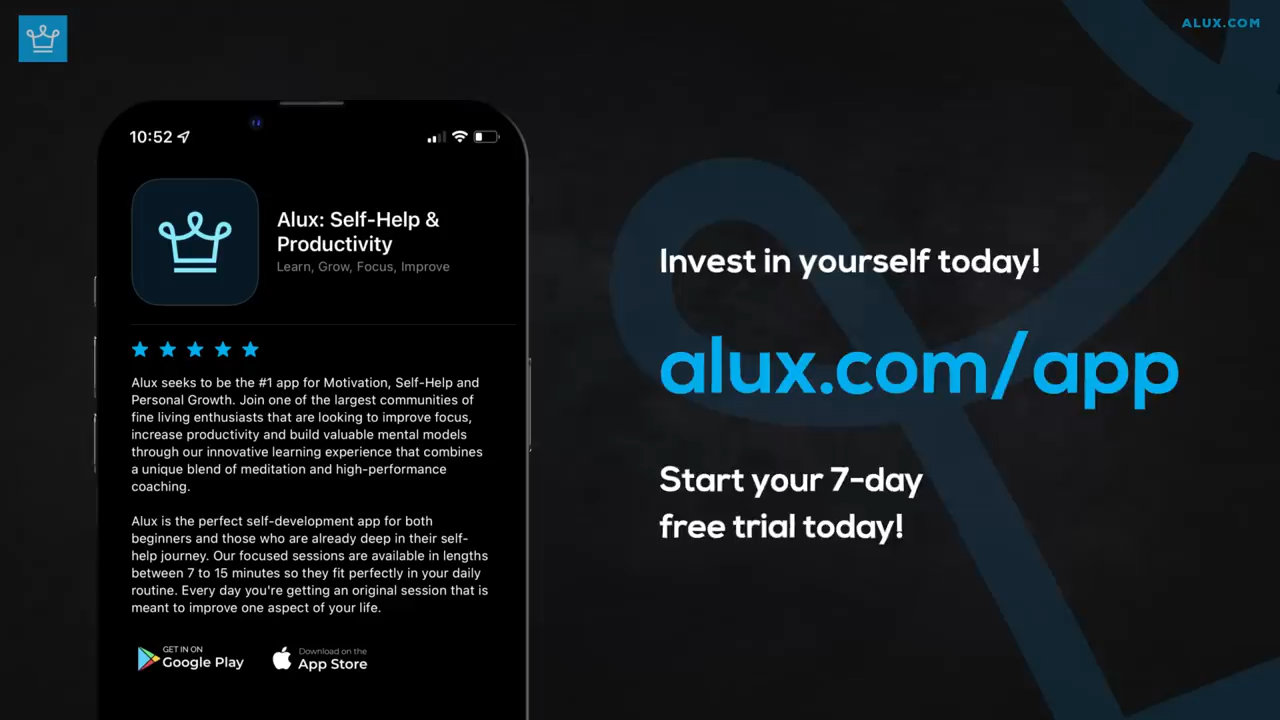 ALUX.COM
10:52
Alux: Self-Help &
Productivity
Learn, Grow, Focus, Improve
Alux seeks to be the #1 app for Motivation, Self-Help and
Personal Growth. Join one of the largest communities of
fine living enthusiasts that are looking to improve focus,
increase productivity and build valuable mental models
through our innovative learning experience that combines
a unique blend of meditation and high-performance
coaching.
Alux is the perfect self-development app for both
beginners and those who are already deep in their self-
help journey. Our focused sessions are available in lengths
between 7 to 15 minutes so they fit perfectly in your daily
routine. Every day you're getting an original session that is
meant to improve one aspect of your life.
GET IN ON
Google Play
Download on the
App Store
Invest in yourself today!
alux.com/app
Start your 7-day
free trial today!